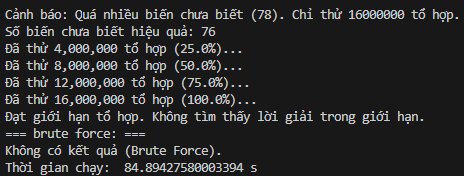 Cảnh báo: Quá nhiều biến chưa biết (78). Chỉ thử 16000000 tổ hợp.
Số biến chưa biết hiệu quả: 76
Đã thử 4,000,000 tổ hợp (25.0%)...
Đã thử 8,000,000 tổ hợp (50.0%)...
Đã thử 12,000,000 tổ hợp (75.0%)...
Đã thử 16,000,000 tổ hợp (100.0%)...
Đạt giới hạn tổ hợp. Không tìm thấy lời giải trong giới hạn.
=== brute force: ===
Không có kết quả (Brute Force).
Thời gian chạy:  84.89427580003394 s